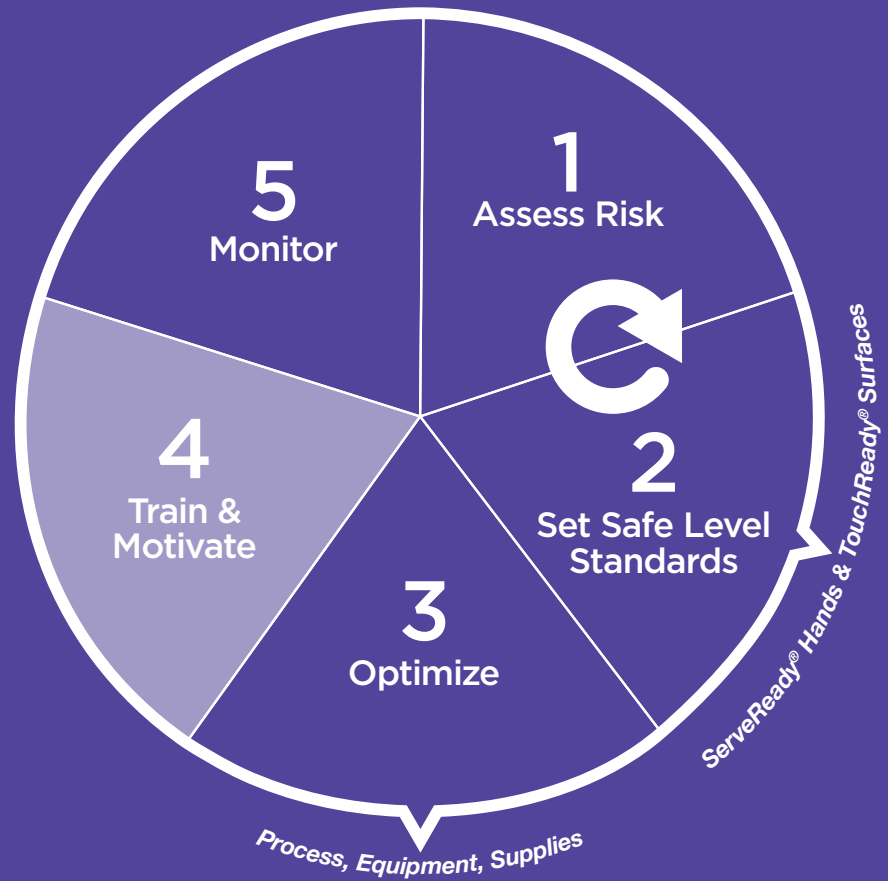 1
Assess Risk
2
Set Safe Level
Standards
ServeReady® Hands & TouchReady® Surfaces
3
Optimize
Process, Equipment, Supplies
4
Train &
Motivate
5
Monitor